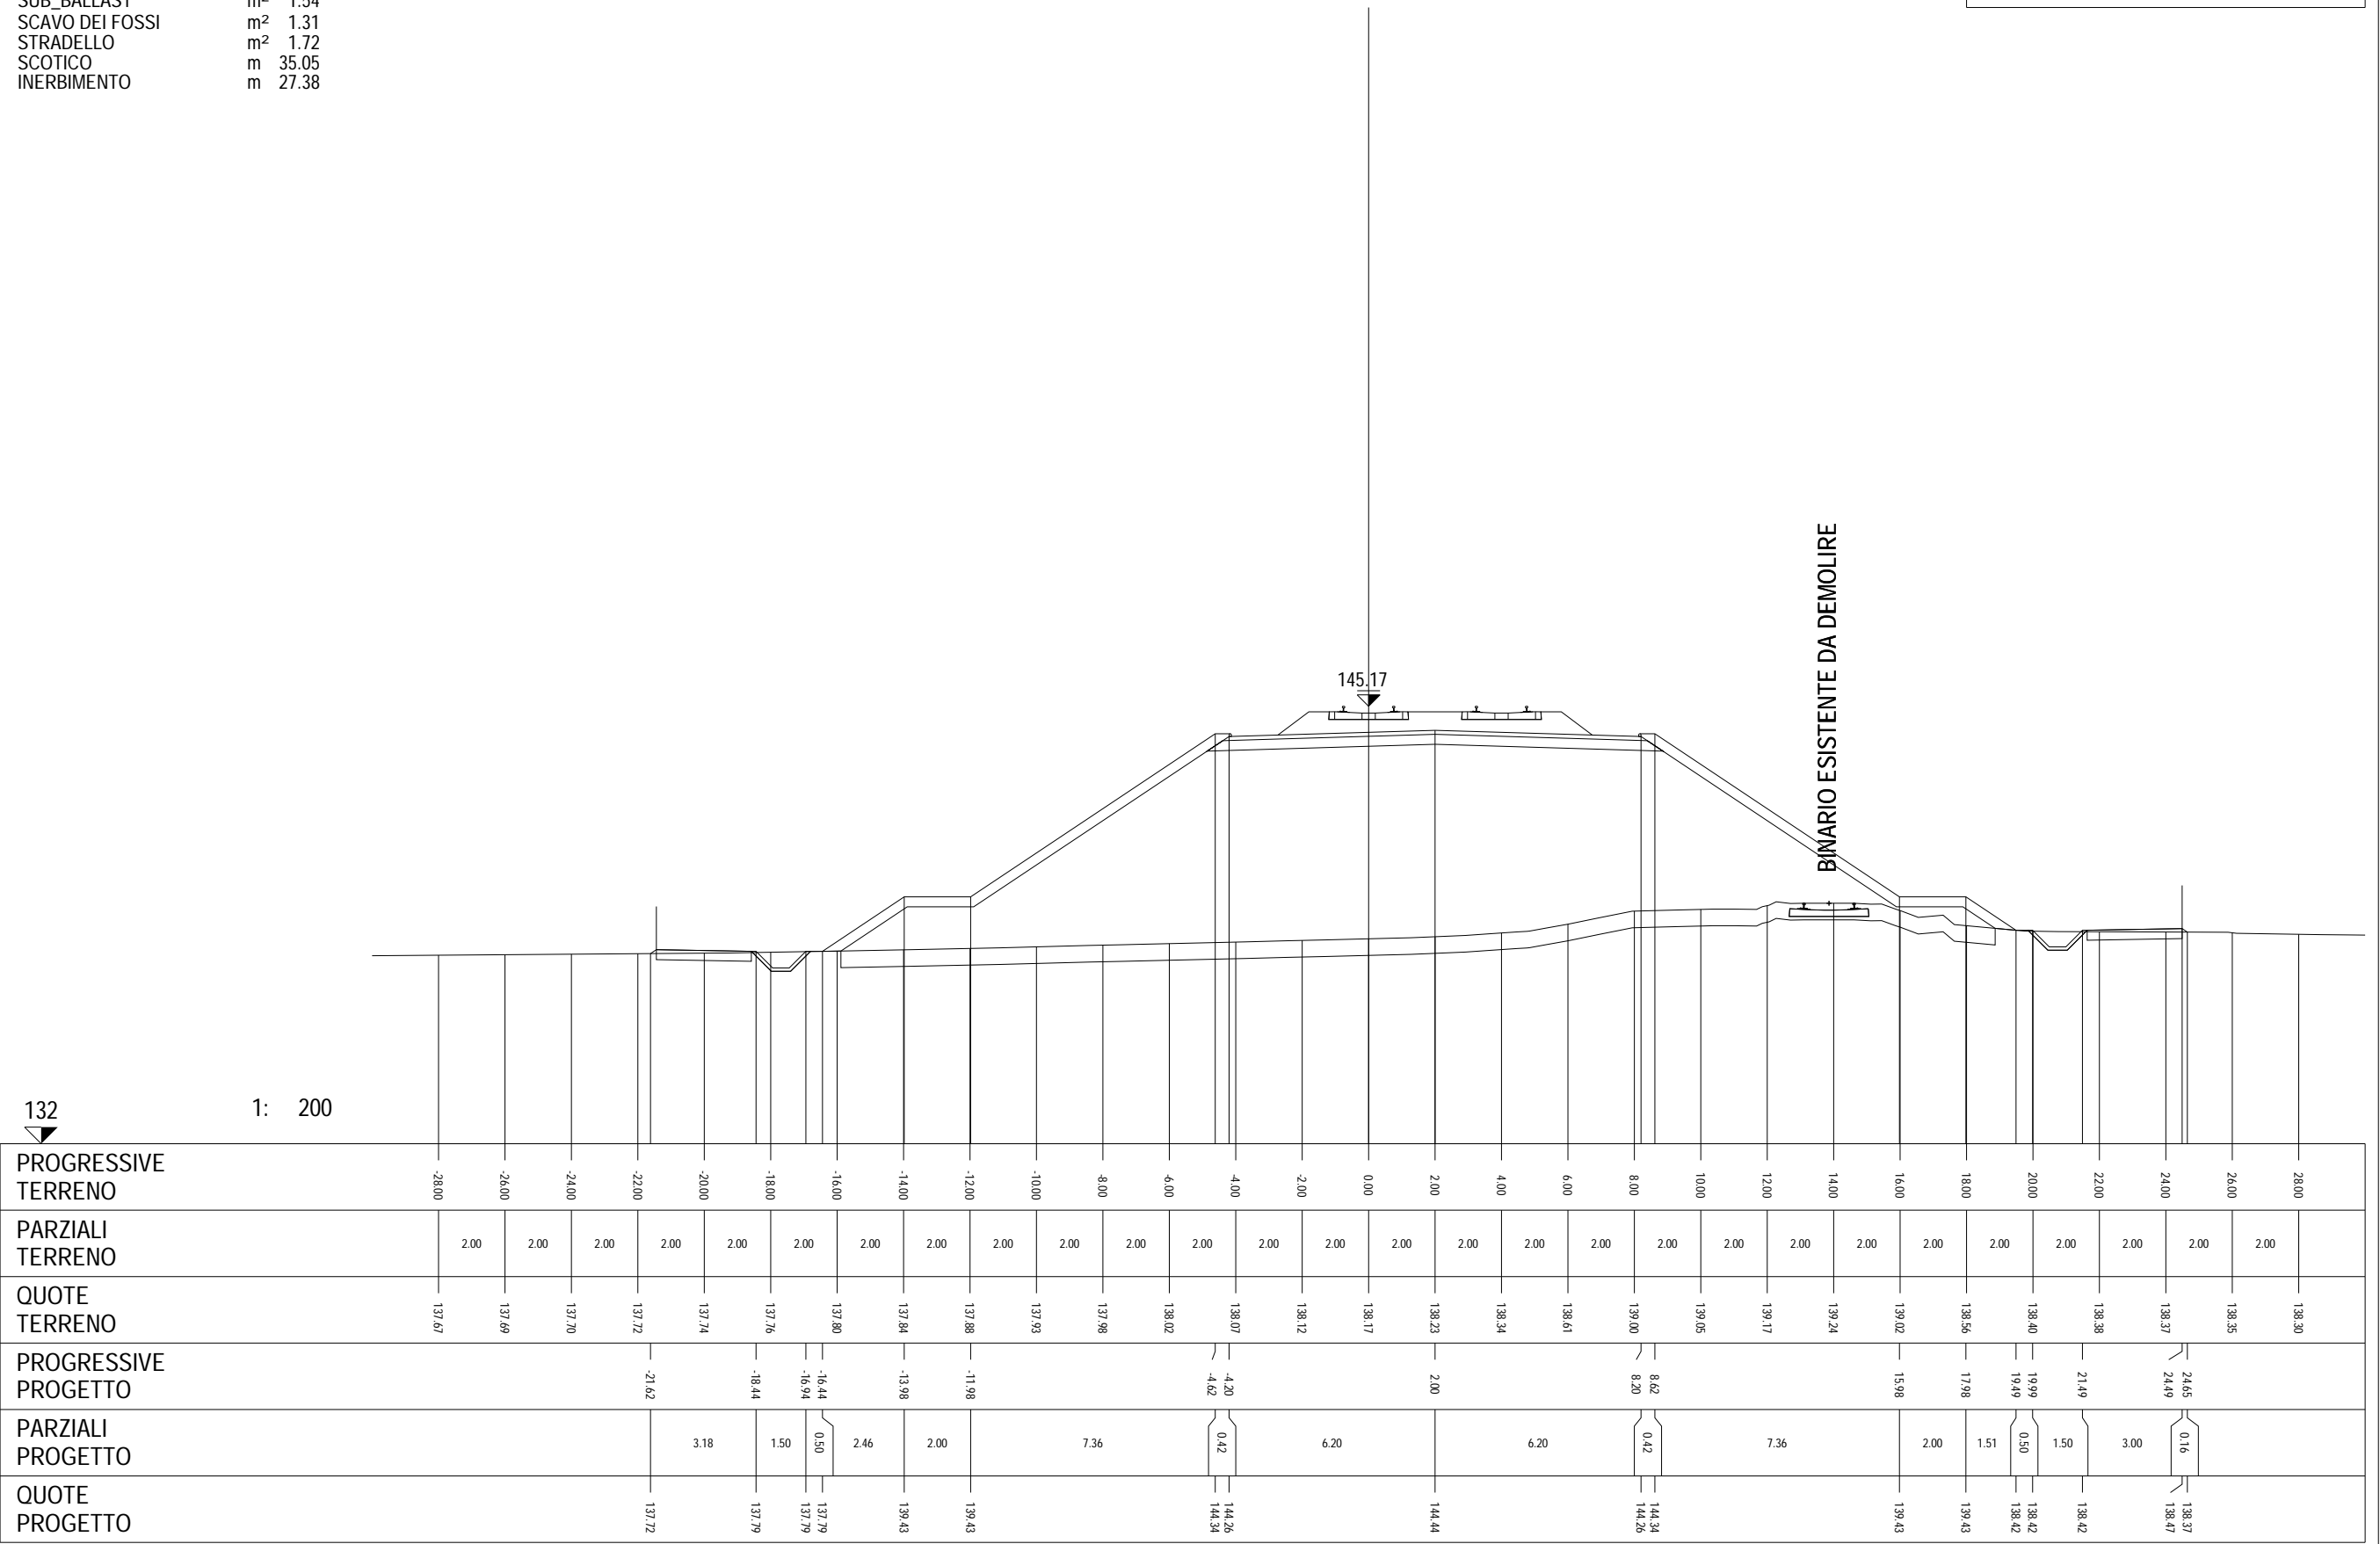 SUB_BALLAST m² 1.54
SCAVO DEI FOSSI m² 1.31
STRADELLO m² 1.72
SCOTICO m 35.05
INERBIMENTO m 27.38
145.17
BINARIO ESISTENTE DA DEMOLIRE
132
1: 200
PROGRESSIVE
TERRENO
-28.00 -26.00 -24.00 -22.00 -20.00 -18.00 -16.00 -14.00 -12.00 -10.00 -8.00 -6.00 -4.00 -2.00 0.00 2.00 4.00 6.00 8.00 10.00 12.00 14.00 16.00 18.00 20.00 22.00 24.00 26.00 28.00
PARZIALI
TERRENO
2.00 2.00 2.00 2.00 2.00 2.00 2.00 2.00 2.00 2.00 2.00 2.00 2.00 2.00 2.00 2.00 2.00 2.00 2.00 2.00 2.00 2.00 2.00 2.00 2.00 2.00 2.00 2.00
QUOTE
TERRENO
137.67 137.69 137.70 137.72 137.74 137.76 137.80 137.84 137.88 137.93 137.98 138.02 138.07 138.12 138.17 138.23 138.34 138.61 139.00 139.05 139.17 139.24 139.02 138.56 138.40 138.38 138.37 138.35 138.30
PROGRESSIVE
PROGETTO
-21.62 -18.44 -16.94 -16.44 -13.98 -11.98 -4.62 -4.20 2.00 8.20 8.62 15.98 17.98 19.49 19.99 21.49 24.49 24.65
PARZIALI
PROGETTO
3.18 1.50 0.50 2.46 2.00 7.36 0.42 6.20 6.20 0.42 7.36 2.00 1.51 0.50 1.50 3.00 0.16
QUOTE
PROGETTO
137.72 137.79 137.79 137.79 139.43 139.43 144.34 144.26 144.44 144.26 144.34 139.43 139.43 138.42 138.42 138.42 138.47 138.37